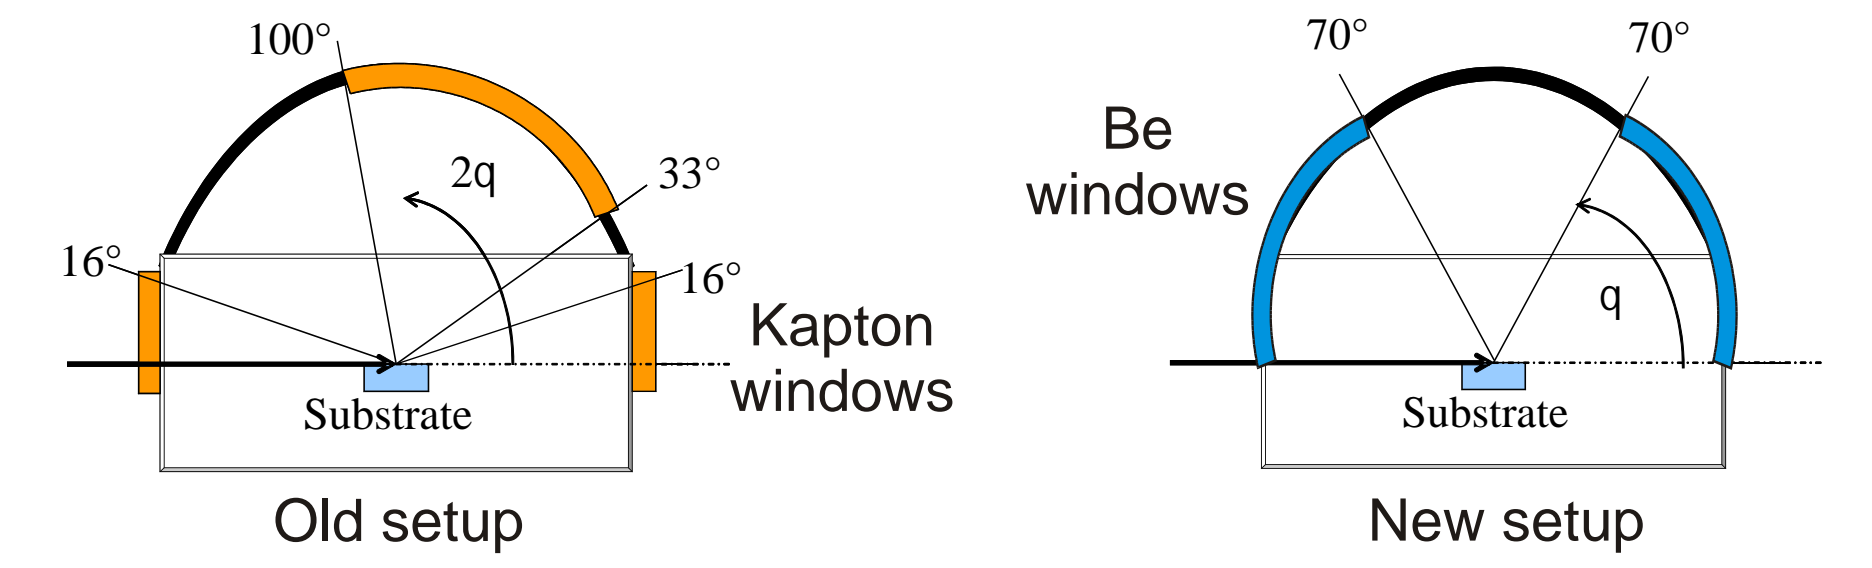 100°
2q
33°
16°
16°
Kapton
windows
Substrate
Old setup
70°
70°
Be
windows
q
Substrate
New setup